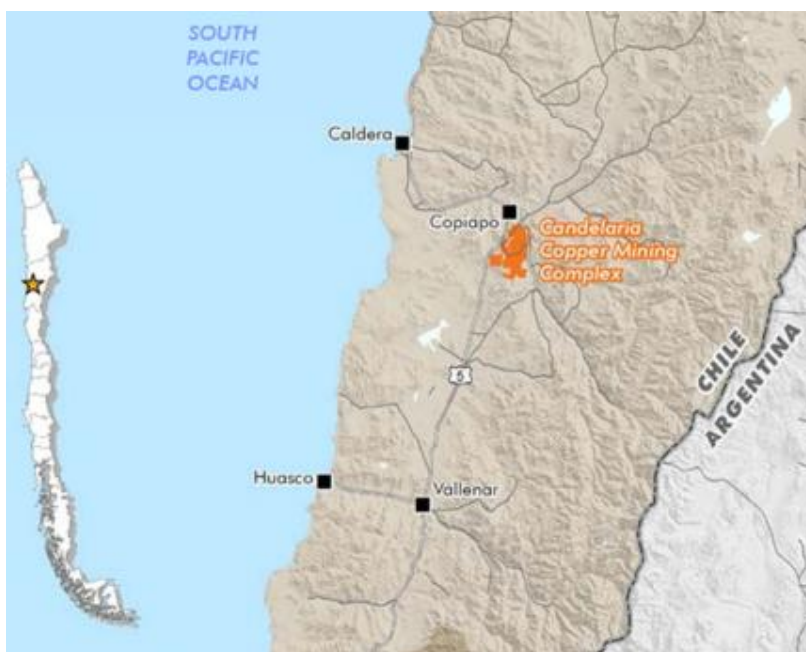 SOUTH
PACIFIC
OCEAN
Caldera
Copiapo
Candelaria
Copper Mining
Complex
CHILE
ARGENTINA
5
Huasco
Vallenar